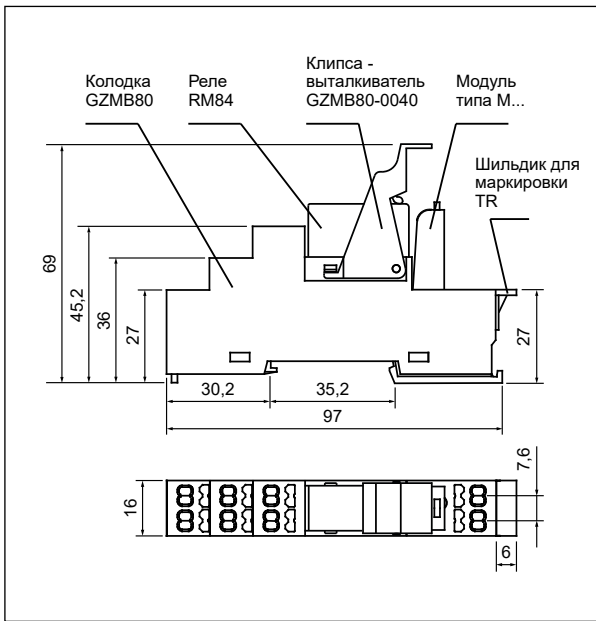 Колодка
GZMB80
Реле
RM84
Клипса -
выталкиватель
GZMB80-0040
Модуль
типа M...
Шильдик для
маркировки
TR
69
45,2
36
27
27
30,2
35,2
97
16
7,6
6